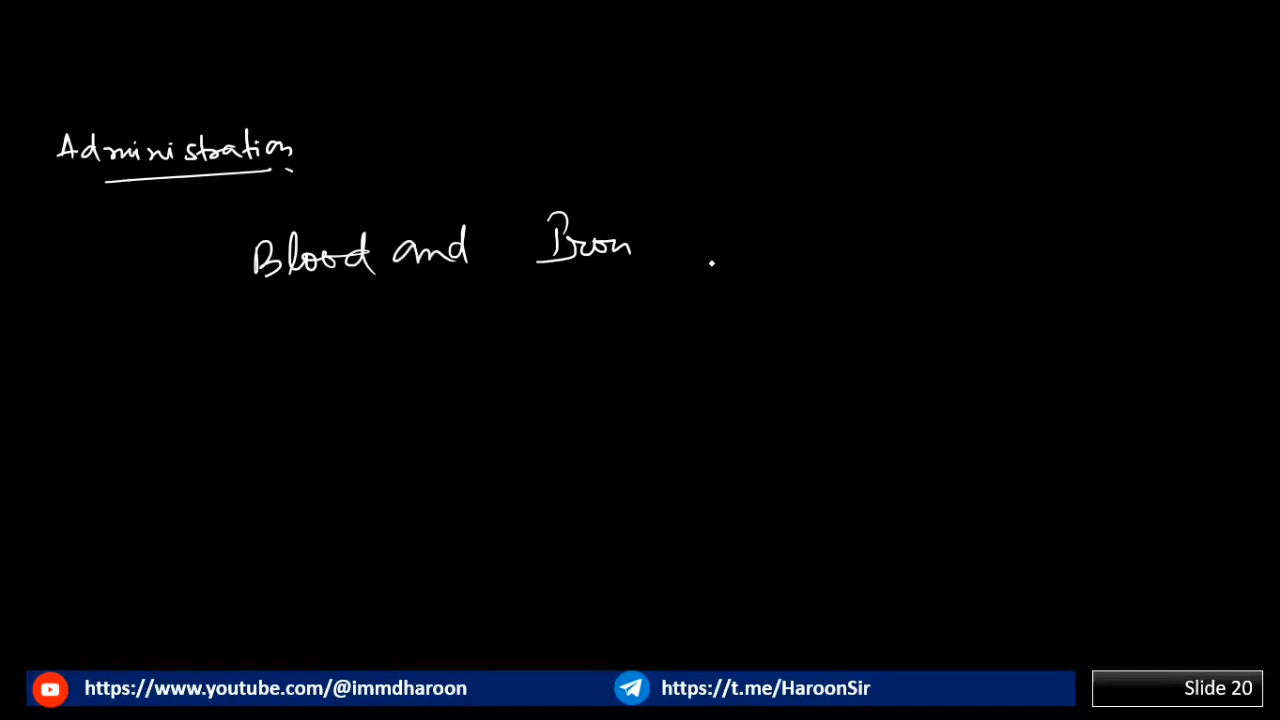 Administration
Blood and Iron
https://www.youtube.com/@immdharoon
https://t.me/HaroonSir
Slide 20